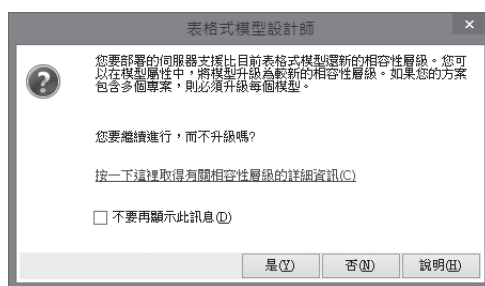 表格式模型設計師
×
您要部署的伺服器支援比目前表格式模型還新的相容性層級。您可
以在模型屬性中，將模型升級為較新的相容性層級。如果您的方案
包含多個專案，則必須升級每個模型。
您要繼續進行，而不升級嗎?
按一下這裡取得有關相容性層級的詳細資訊(C)
不要再顯示此訊息(D)
是(Y)
否(N)
說明(H)